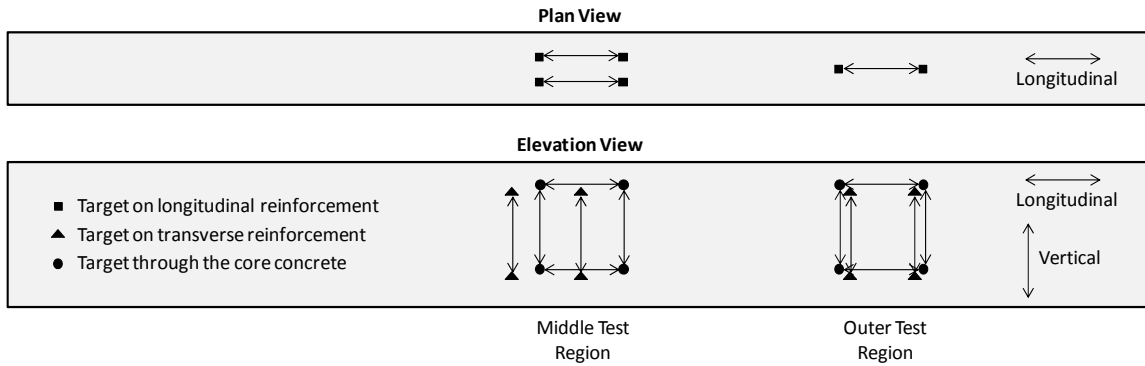 Plan View
Longitudinal
Elevation View
Target on longitudinal reinforcement
Target on transverse reinforcement
Target through the core concrete
Longitudinal
Vertical
Middle Test
Region
Outer Test
Region